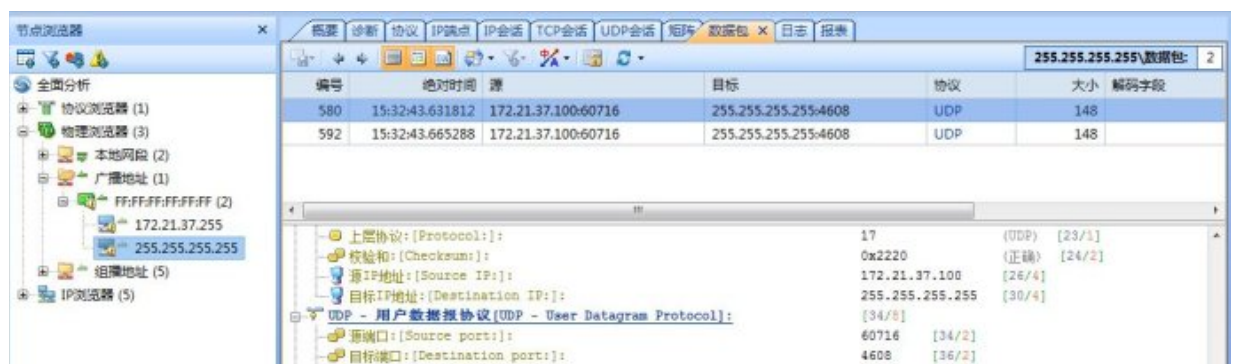 节点浏览器 ×
概要 诊断 协议 IP端点 IP会话 TCP会话 UDP会话 矩阵 数据包 × 日志 报表
255.255.255.255\数据包: 2
全面分析
协议浏览器 (1)
物理浏览器 (3)
本地网段 (2)
广播地址 (1)
FF:FF:FF:FF:FF:FF (2)
172.21.37.255
255.255.255.255
组播地址 (5)
IP浏览器 (5)
编号 绝对时间 源 目标 协议 大小 解码字段
580 15:32:43.631812 172.21.37.100:60716 255.255.255.255:4608 UDP 148
592 15:32:43.665288 172.21.37.100:60716 255.255.255.255:4608 UDP 148
上层协议:[Protocol:]: 17 (UDP) [23/1]
校验和:[Checksum:]: 0x2220 (正确) [24/2]
源IP地址:[Source IP:]: 172.21.37.100 [26/4]
目标IP地址:[Destination IP:]: 255.255.255.255 [30/4]
UDP - 用户数据报协议[UDP - User Datagram Protocol]: [34/8]
源端口:[Source port:]: 60716 [34/2]
目标端口:[Destination port:]: 4608 [36/2]